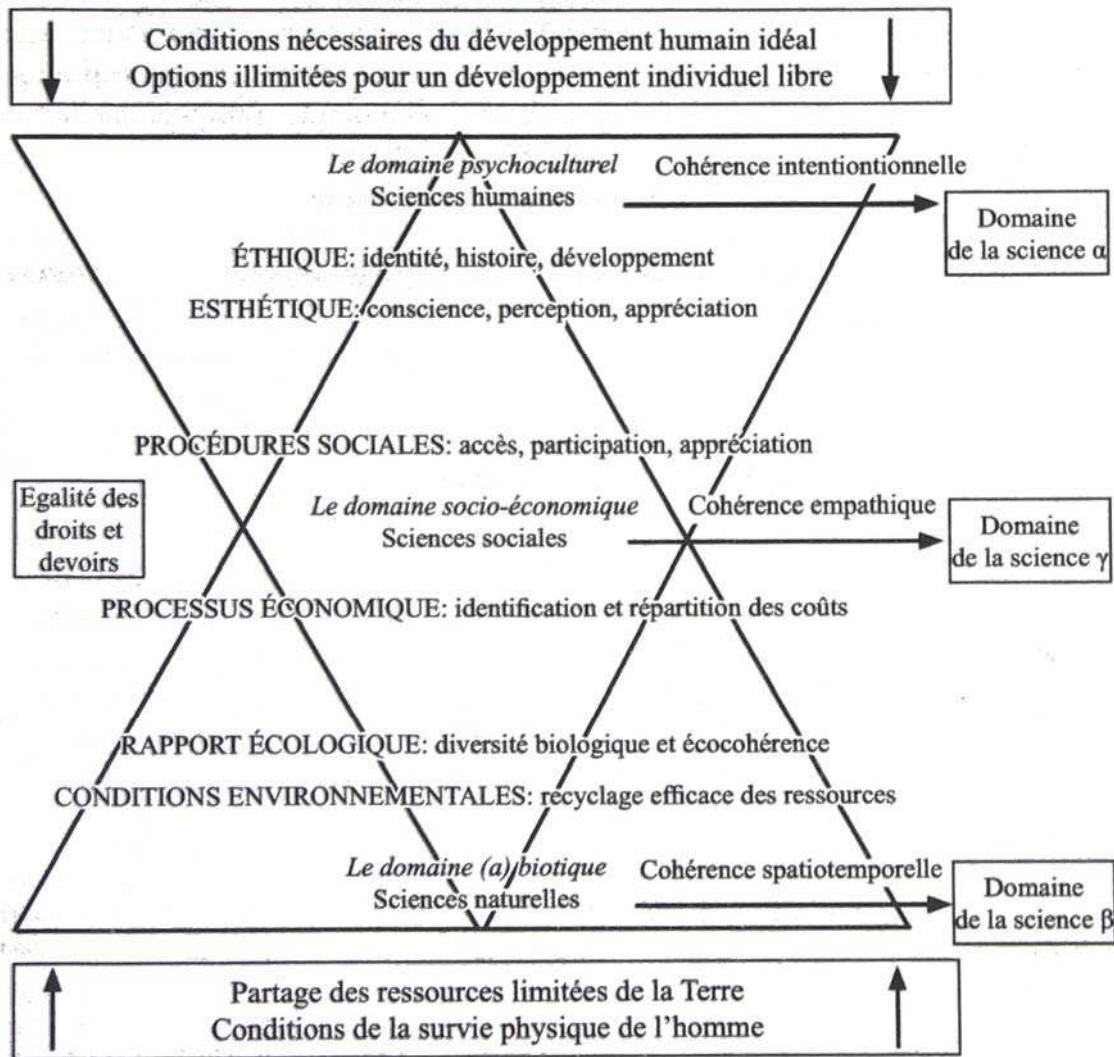 Conditions nécessaires du développement humain idéal
Options illimitées pour un développement individuel libre
Le domaine psychoculturel
Sciences humaines
Cohérence intentiontionnelle
Domaine
de la science α
ÉTHIQUE: identité, histoire, développement
ESTHÉTIQUE: conscience, perception, appréciation
PROCÉDURES SOCIALES: accès, participation, appréciation
Egalité des
droits et
devoirs
Le domaine socio-économique
Sciences sociales
Cohérence empathique
Domaine
de la science γ
PROCESSUS ÉCONOMIQUE: identification et répartition des coûts
RAPPORT ÉCOLOGIQUE: diversité biologique et écocohérence
CONDITIONS ENVIRONNEMENTALES: recyclage efficace des ressources
Le domaine (a) biotique
Sciences naturelles
Cohérence spatiotemporelle
Domaine
de la science β
Partage des ressources limitées de la Terre
Conditions de la survie physique de l'homme